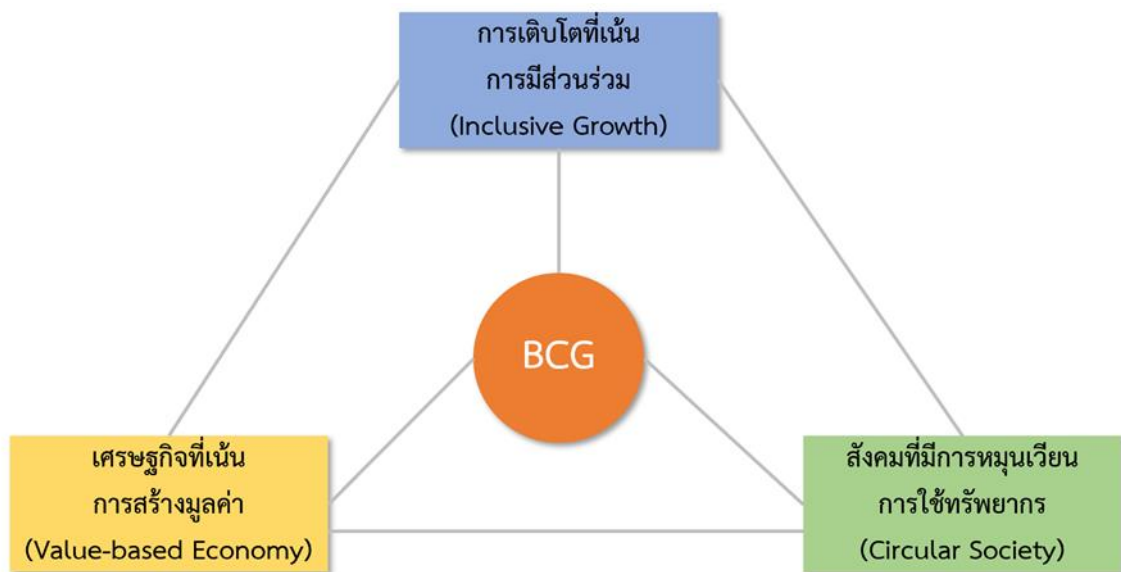 การเติบโตที่เน้น
การมีส่วนร่วม
(Inclusive Growth)
BCG
เศรษฐกิจที่เน้น
การสร้างมูลค่า
(Value-based Economy)
สังคมที่มีการหมุนเวียน
การใช้ทรัพยากร
(Circular Society)